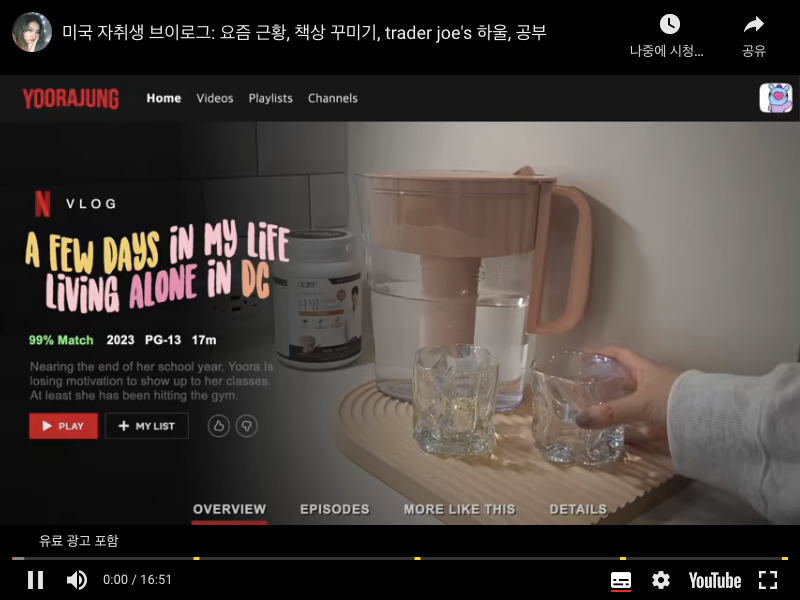 미국 자취생 브이로그: 요즘 근황, 책상 꾸미기, trader joe's 하울, 공부
나중에 시청...
공유
YOORAJUNG
Home
Videos
Playlists
Channels
N VLOG
A FEW DAYS IN MY LIFE
LIVING ALONE IN DC
99% Match 2023 PG-13 17m
Nearing the end of her school year, Yoora Is
losing motivation to show up to her classes.
At least she has been hitting the gym.
PLAY
MY LIST
OVERVIEW
EPISODES
MORE LIKE THIS
DETAILS
유료 광고 포함
0:00 / 16:51
YouTube